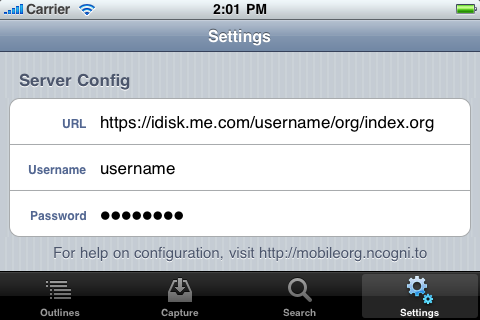 Carrier 2:01 PM
Settings
Server Config
URL https://idisk.me.com/username/org/index.org
Username username
Password ●●●●●●●●
For help on configuration, visit http://mobileorg.ncogni.to
Outlines Capture Search Settings